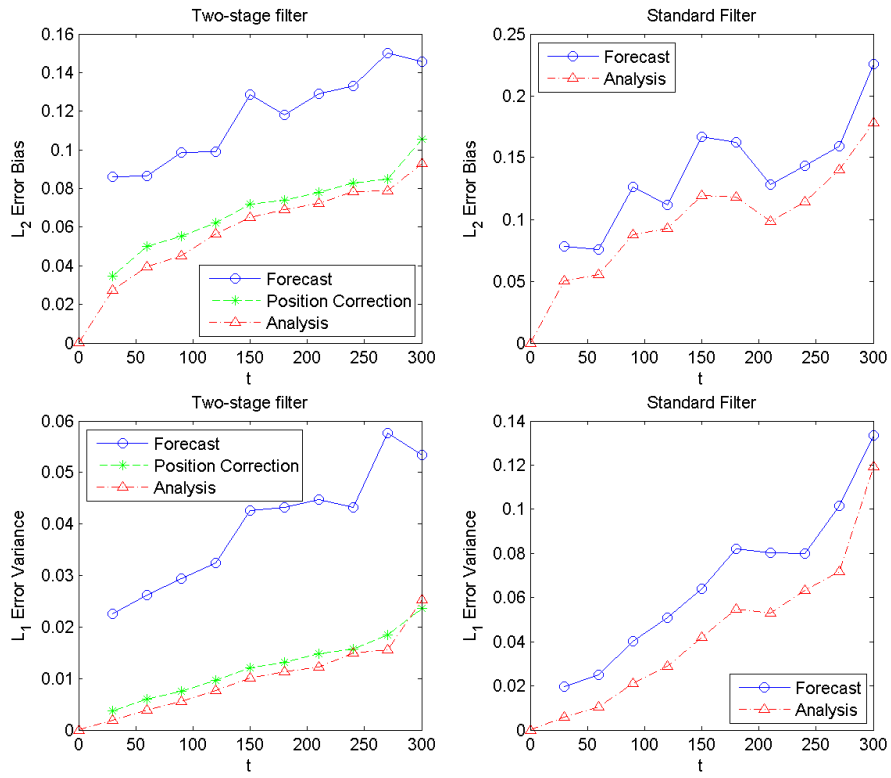 Two-stage filter
0.16
0.14
0.12
0.1
0.08
0.06
0.04
0.02
0
L2 Error Bias
Forecast
Position Correction
Analysis
0 50 100 150 200 250 300
t
Standard Filter
0.25
0.2
0.15
0.1
0.05
0
L2 Error Bias
Forecast
Analysis
0 50 100 150 200 250 300
t
Two-stage filter
0.06
0.05
0.04
0.03
0.02
0.01
0
L1 Error Variance
Forecast
Position Correction
Analysis
0 50 100 150 200 250 300
t
Standard Filter
0.14
0.12
0.1
0.08
0.06
0.04
0.02
0
L1 Error Variance
Forecast
Analysis
0 50 100 150 200 250 300
t